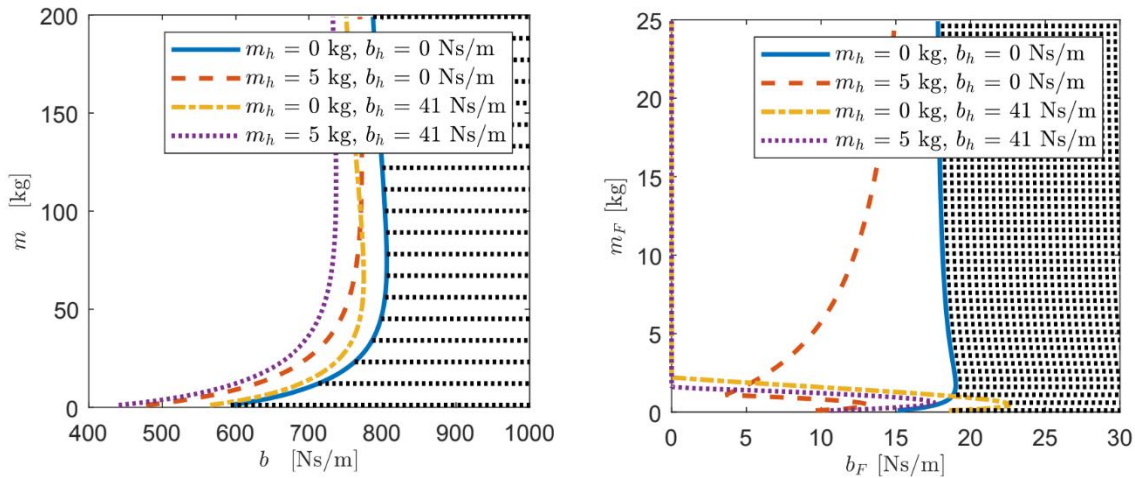 200
150
100
50
0
m [kg]
m_h = 0 kg, b_h = 0 Ns/m
m_h = 5 kg, b_h = 0 Ns/m
m_h = 0 kg, b_h = 41 Ns/m
m_h = 5 kg, b_h = 41 Ns/m
400 500 600 700 800 900 1000
b [Ns/m]
25
20
15
10
5
0
m_F [kg]
m_h = 0 kg, b_h = 0 Ns/m
m_h = 5 kg, b_h = 0 Ns/m
m_h = 0 kg, b_h = 41 Ns/m
m_h = 5 kg, b_h = 41 Ns/m
0 5 10 15 20 25 30
b_F [Ns/m]